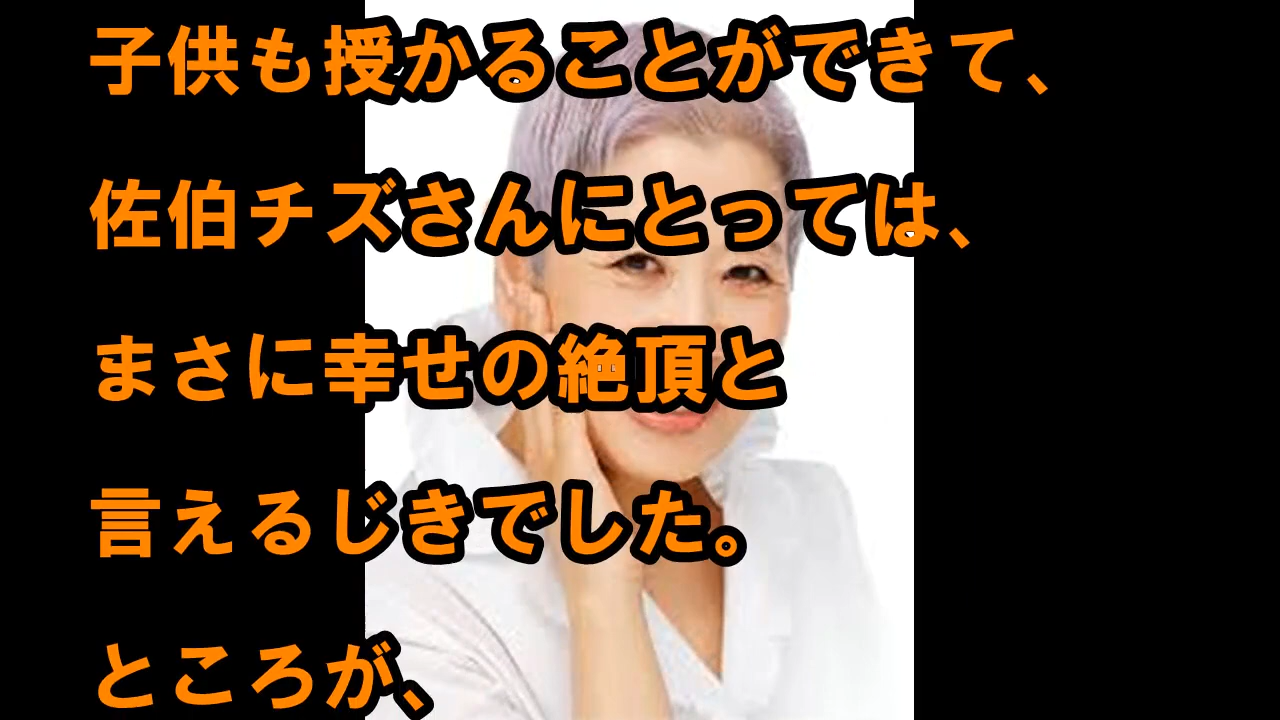 子供も授かることができて、
佐伯チズさんにとっては、
まさに幸せの絶頂と
言えるじきでした。
ところが、